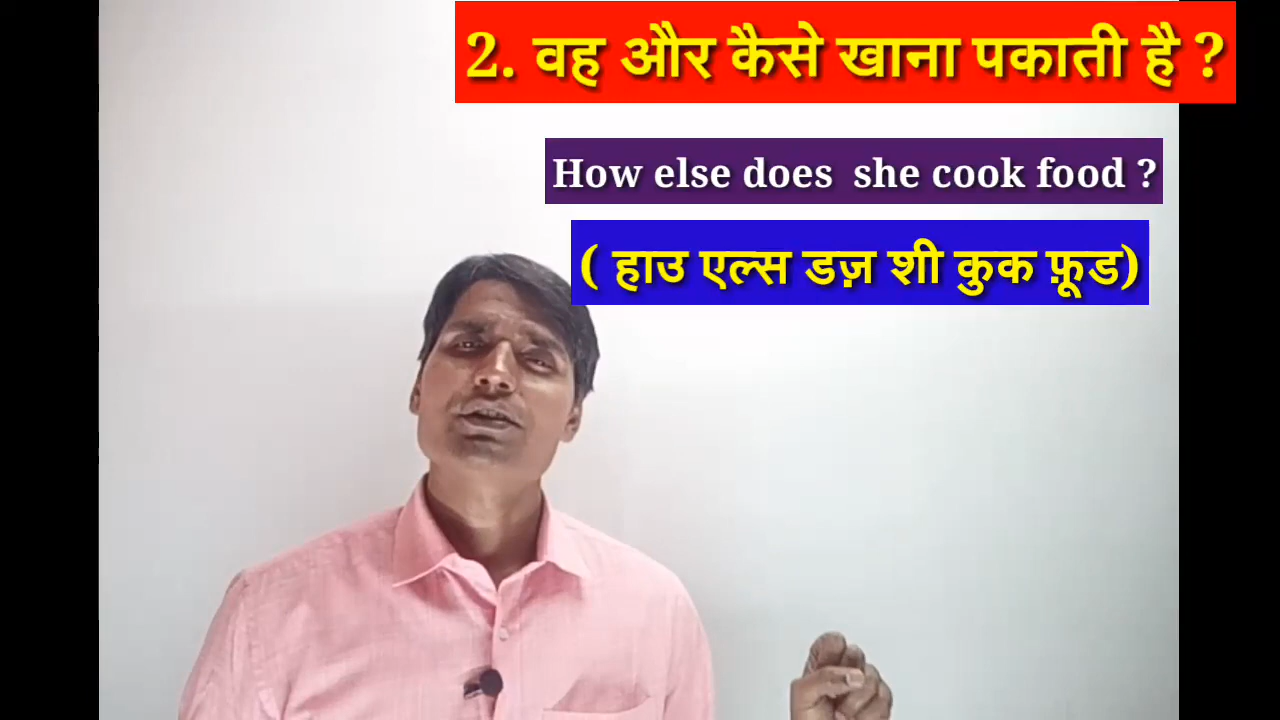 2. वह और कैसे खाना पकाती है ?
How else does she cook food ?
( हाउ एल्स डज़ शी कुक फ़ूड)